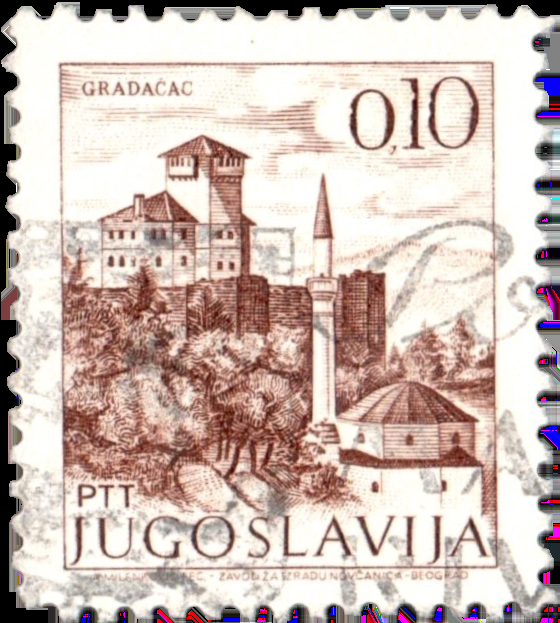 GRADAČAC
0,10
PTT
JUGOSLAVIJA
ZAVOD ZA IZRADU NOVČANICA - BEOGRAD